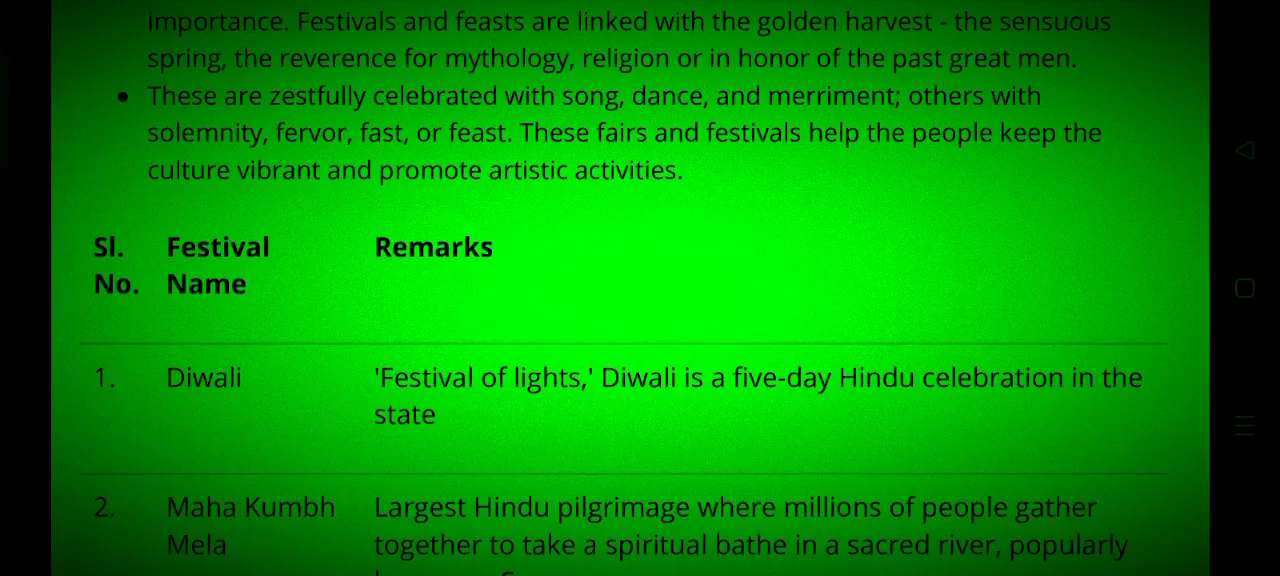 importance. Festivals and feasts are linked with the golden harvest - the sensuous
spring, the reverence for mythology, religion or in honor of the past great men.
• These are zestfully celebrated with song, dance, and merriment; others with
solemnity, fervor, fast, or feast. These fairs and festivals help the people keep the
culture vibrant and promote artistic activities.
Sl. Festival Remarks
No. Name
1. Diwali 'Festival of lights,' Diwali is a five-day Hindu celebration in the
state
2. Maha Kumbh Largest Hindu pilgrimage where millions of people gather
Mela together to take a spiritual bathe in a sacred river, popularly